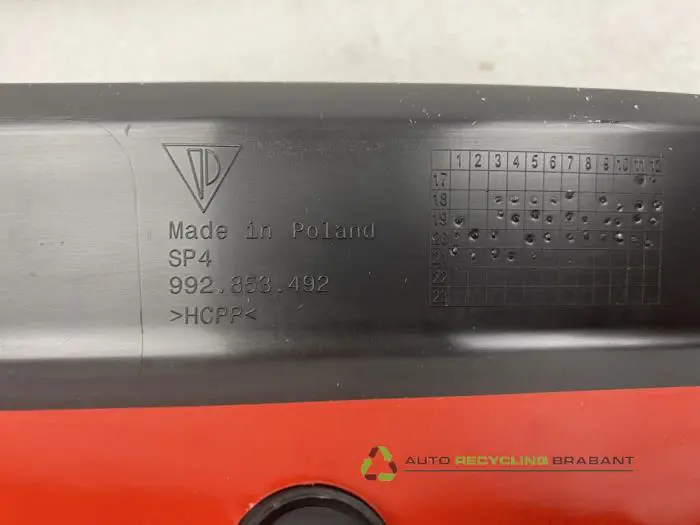 Made in Poland
SP4
992.853.492
>HCPP<
1 2 3 4 5 6 7 8 9 10 11 12
17
18
19
20
21
22
23
AUTO RECYCLING BRABANT